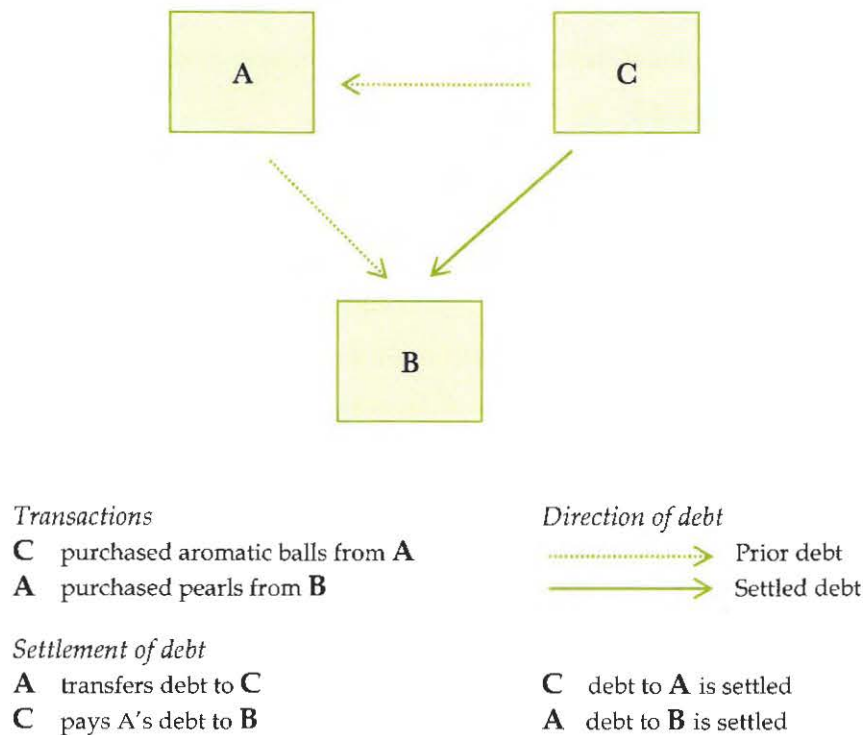 A
C
B
Transactions
C purchased aromatic balls from A
A purchased pearls from B
Direction of debt
Prior debt
Settled debt
Settlement of debt
A transfers debt to C
C pays A's debt to B
C debt to A is settled
A debt to B is settled